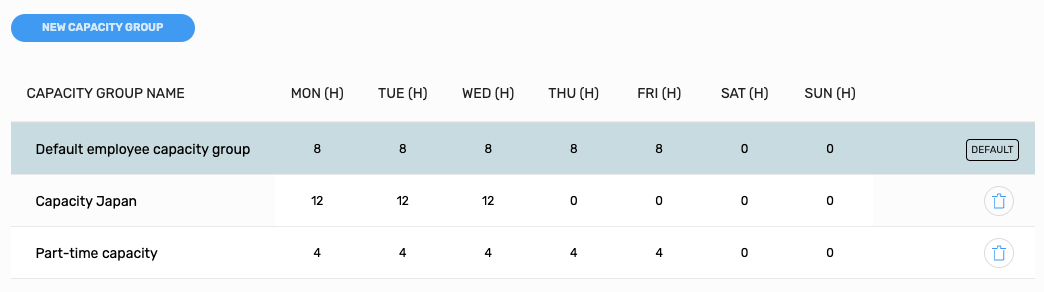 NEW CAPACITY GROUP
CAPACITY GROUP NAME MON (H) TUE (H) WED (H) THU (H) FRI (H) SAT (H) SUN (H)
Default employee capacity group 8 8 8 8 8 0 0 DEFAULT
Capacity Japan 12 12 12 0 0 0 0
Part-time capacity 4 4 4 4 4 0 0